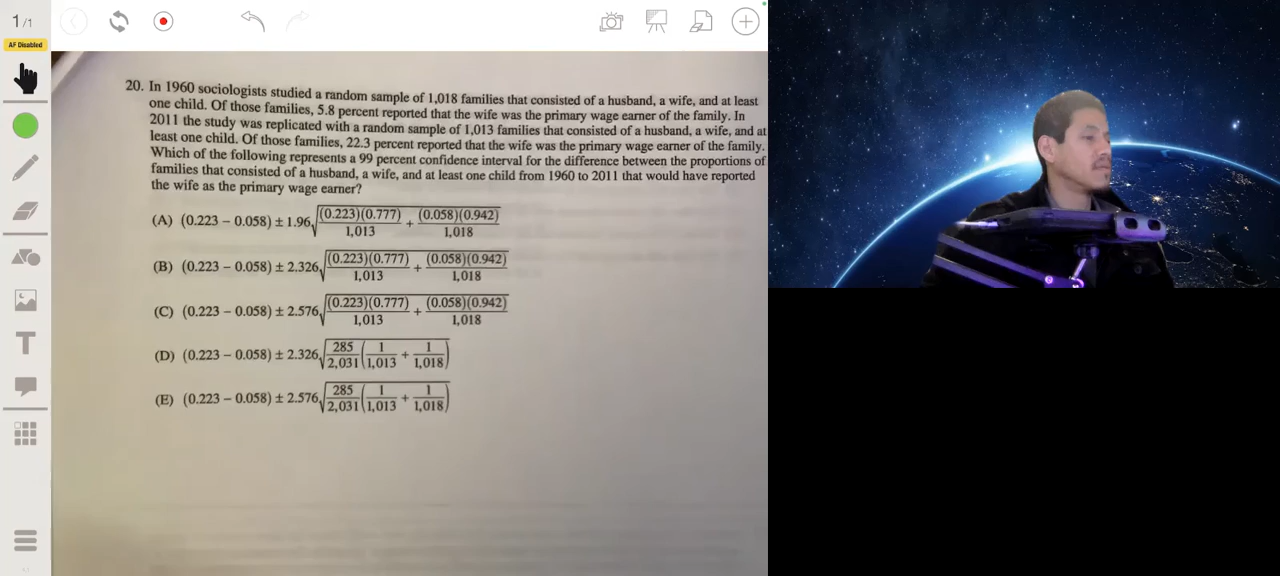 1/1
AF Disabled
T
20. In 1960 sociologists studied a random sample of 1,018 families that consisted of a husband, a wife, and at least
one child. Of those families, 5.8 percent reported that the wife was the primary wage earner of the family. In
2011 the study was replicated with a random sample of 1,013 families that consisted of a husband, a wife, and at
least one child. Of those families, 22.3 percent reported that the wife was the primary wage earner of the family.
Which of the following represents a 99 percent confidence interval for the difference between the proportions of
families that consisted of a husband, a wife, and at least one child from 1960 to 2011 that would have reported
the wife as the primary wage earner?
(A) (0.223 − 0.058) ± 1.96√((0.223)(0.777)/1,013 + (0.058)(0.942)/1,018)
(B) (0.223 − 0.058) ± 2.326√((0.223)(0.777)/1,013 + (0.058)(0.942)/1,018)
(C) (0.223 − 0.058) ± 2.576√((0.223)(0.777)/1,013 + (0.058)(0.942)/1,018)
(D) (0.223 − 0.058) ± 2.326√(285/2,031(1/1,013 + 1/1,018))
(E) (0.223 − 0.058) ± 2.576√(285/2,031(1/1,013 + 1/1,018))